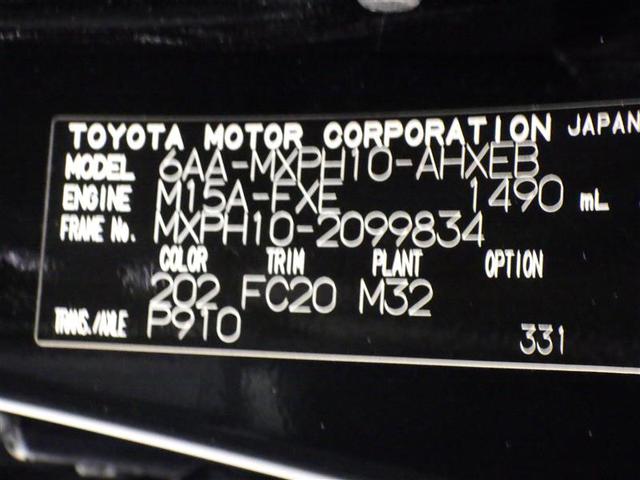 TOYOTA MOTOR CORPORATION JAPAN
MODEL 6AA-MXPH10-AHXEB
ENGINE M15A-FXE 1490 mL
FRAME No. MXPH10-2099834
COLOR TRIM PLANT OPTION
202 FC20 M32
TRANS./AXLE P910
331